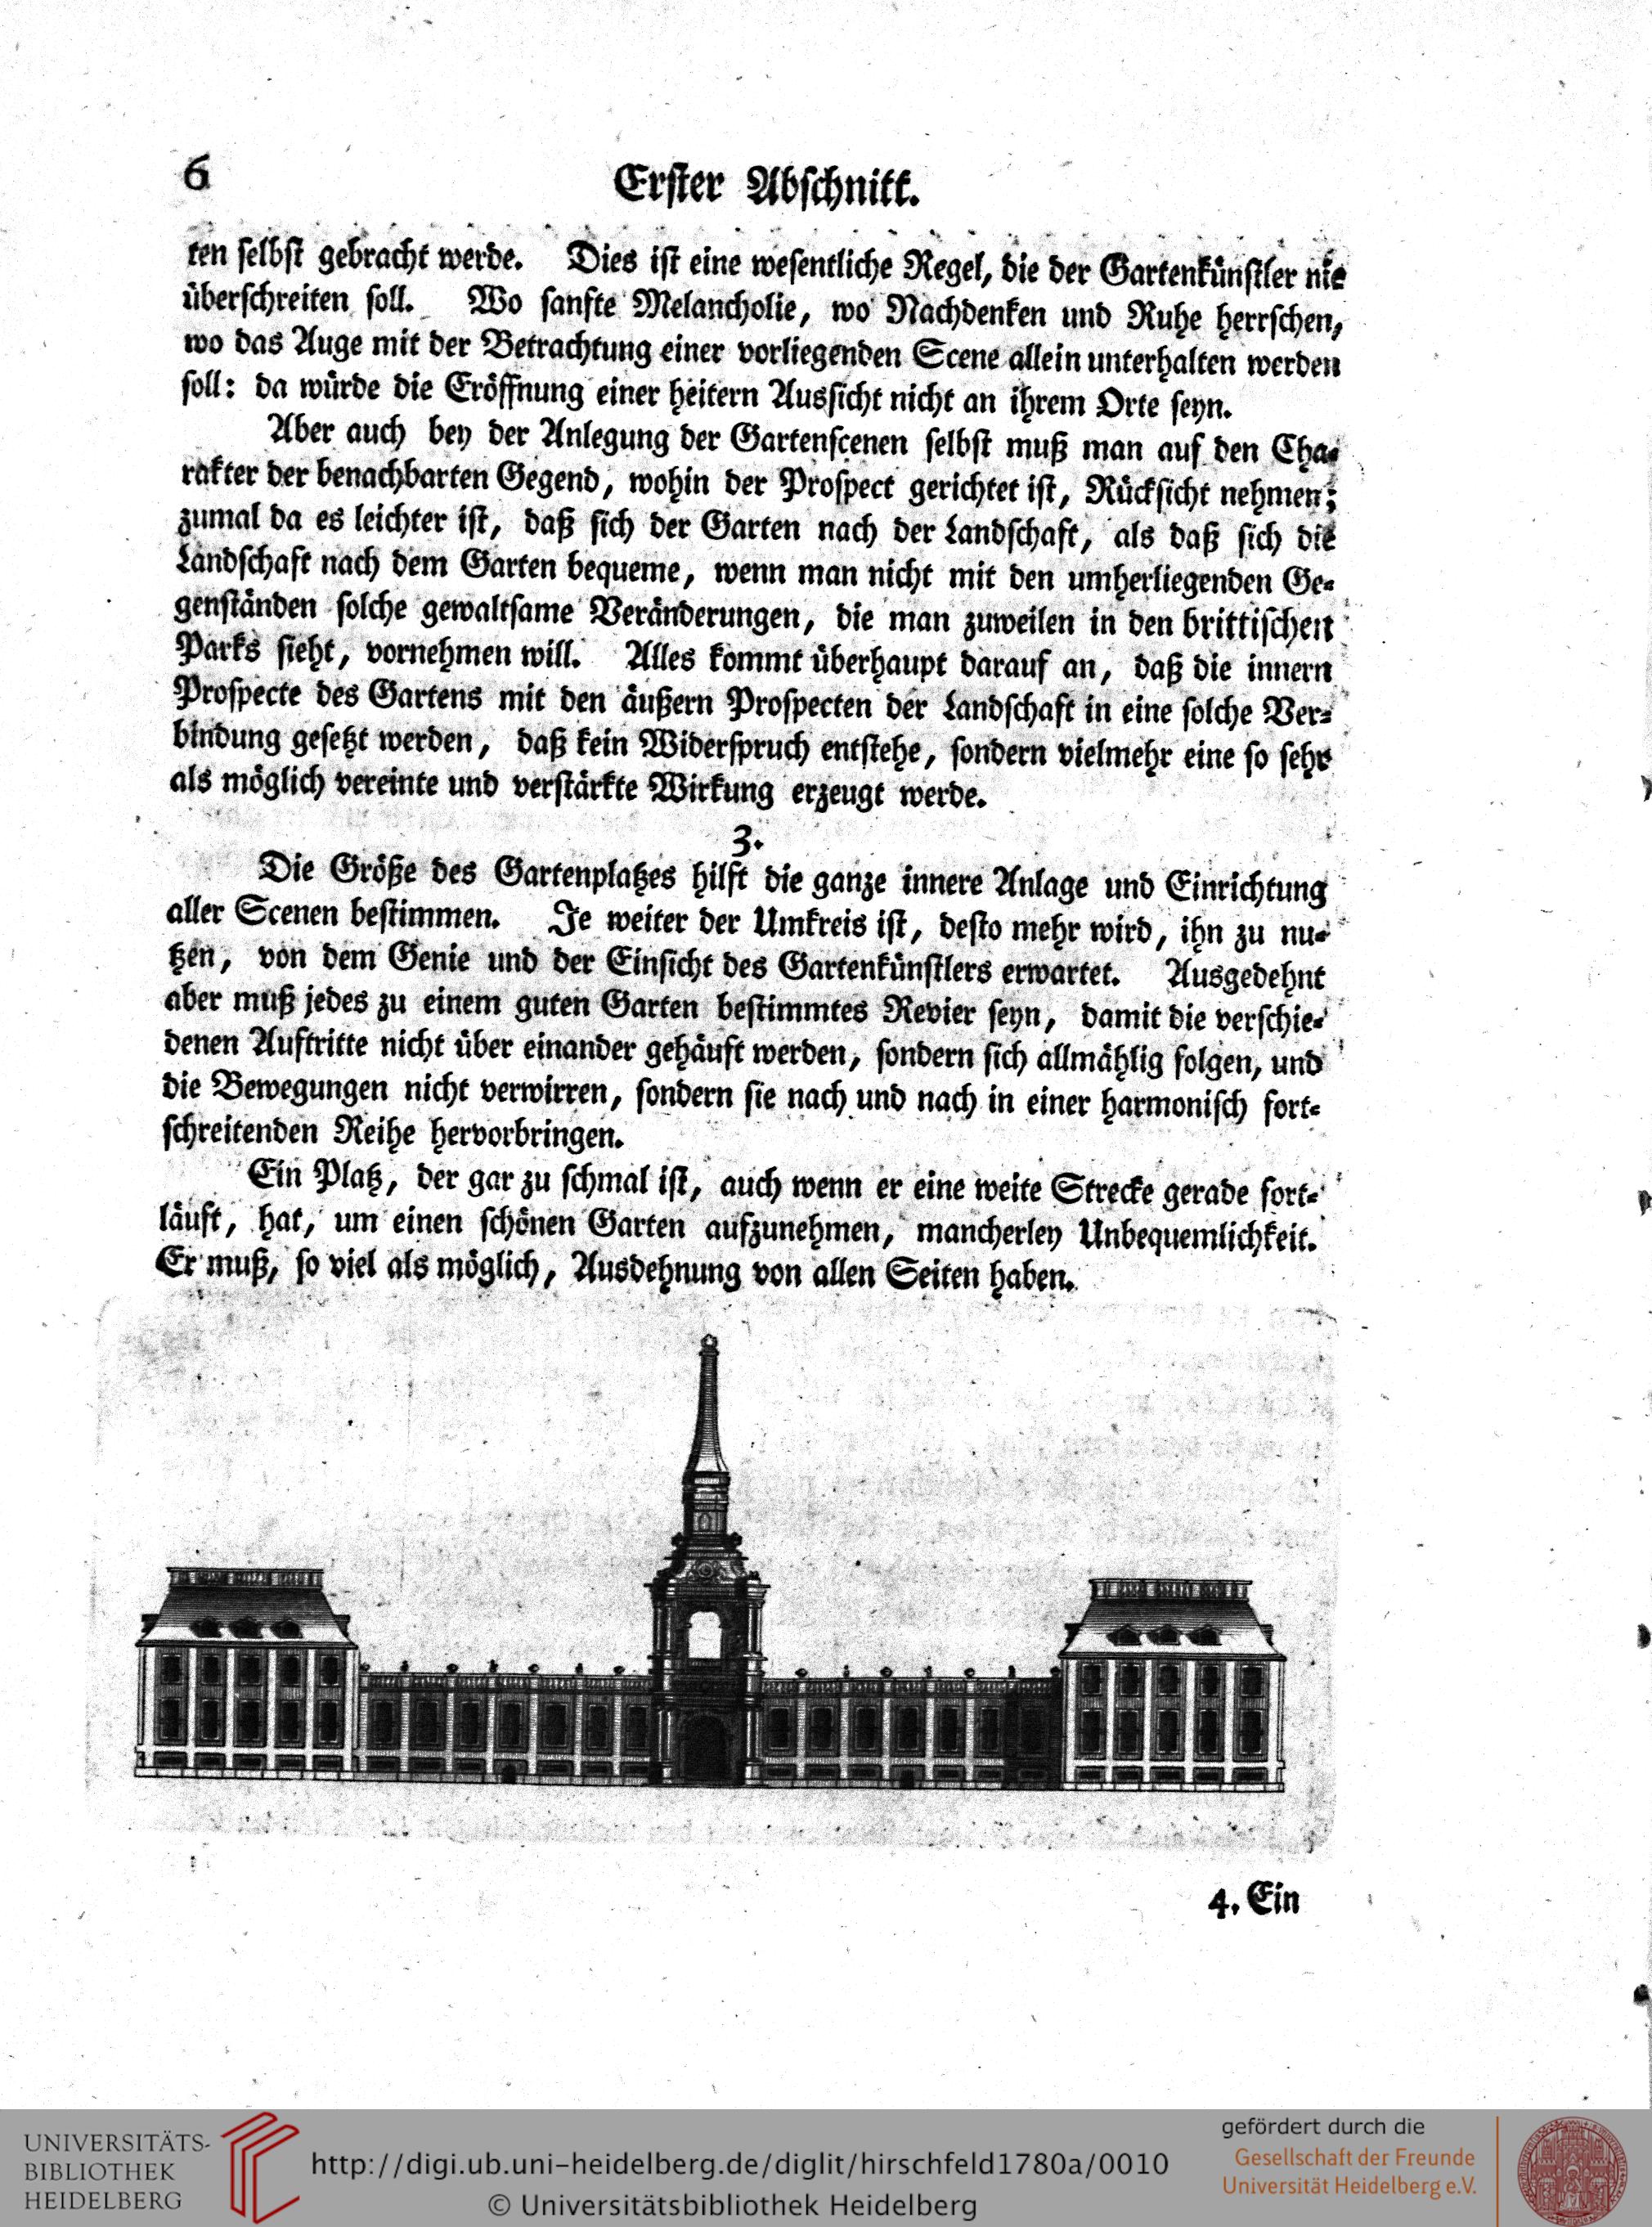 6
Erster Abschnitt.
ten selbst gebracht werde. Dies ist eine wesentliche Regel, die der Gartenkünstler nie
überschreiten soll. Wo sanfte Melancholie, wo Nachdenken und Ruhe herrschen,
wo das Auge mit der Betrachtung einer vorliegenden Scene allein unterhalten werden
soll: da würde die Eröffnung einer heitern Aussicht nicht an ihrem Orte seyn.
Aber auch bey der Anlegung der Gartenscenen selbst muß man auf den Cha-
rakter der benachbarten Gegend, wohin der Prospect gerichtet ist, Rücksicht nehmen;
zumal da es leichter ist, daß sich der Garten nach der Landschaft, als daß sich die
Landschaft nach dem Garten bequeme, wenn man nicht mit den umherliegenden Ge-
genständen solche gewaltsame Veränderungen, die man zuweilen in den brittischen
Parks sieht, vornehmen will. Alles kommt überhaupt darauf an, daß die innern
Prospecte des Gartens mit den äußern Prospecten der Landschaft in eine solche Ver-
bindung gesetzt werden, daß kein Widerspruch entstehe, sondern vielmehr eine so sehr
als möglich vereinte und verstärkte Wirkung erzeugt werde.
3.
Die Größe des Gartenplatzes hilft die ganze innere Anlage und Einrichtung
aller Scenen bestimmen. Je weiter der Umkreis ist, desto mehr wird, ihn zu nu-
tzen, von dem Genie und der Einsicht des Gartenkünstlers erwartet. Ausgedehnt
aber muß jedes zu einem guten Garten bestimmtes Revier seyn, damit die verschie-
denen Auftritte nicht über einander gehäuft werden, sondern sich allmählig folgen, und
die Bewegungen nicht verwirren, sondern sie nach und nach in einer harmonisch fort-
schreitenden Reihe hervorbringen.
Ein Platz, der gar zu schmal ist, auch wenn er eine weite Strecke gerade fort-
läuft, hat, um einen schönen Garten aufzunehmen, mancherley Unbequemlichkeit.
Er muß, so viel als möglich, Ausdehnung von allen Seiten haben.
4. Ein
UNIVERSITÄTS-
BIBLIOTHEK
HEIDELBERG
http://digi.ub.uni-heidelberg.de/diglit/hirschfeld1780a/0010
© Universitätsbibliothek Heidelberg
gefördert durch die
Gesellschaft der Freunde
Universität Heidelberg e.V.